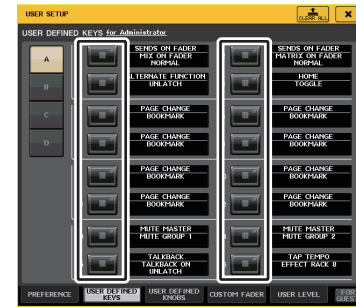 USER SETUP
CLEAR ALL
USER DEFINED KEYS for Administrator
A
B
C
D
SENDS ON FADER
MIX ON FADER
NORMAL
SENDS ON FADER
MATRIX ON FADER
NORMAL
LTERNATE FUNCTION
UNLATCH
HOME
TOGGLE
PAGE CHANGE
BOOKMARK
PAGE CHANGE
BOOKMARK
PAGE CHANGE
BOOKMARK
PAGE CHANGE
BOOKMARK
PAGE CHANGE
BOOKMARK
PAGE CHANGE
BOOKMARK
PAGE CHANGE
BOOKMARK
PAGE CHANGE
BOOKMARK
MUTE MASTER
MUTE GROUP 1
MUTE MASTER
MUTE GROUP 2
TALKBACK
TALKBACK ON
UNLATCH
TAP TEMPO
EFFECT RACK 8
PREFERENCE
USER DEFINED
KEYS
USER DEFINED
KNOBS
CUSTOM FADER
USER LEVEL
FOR